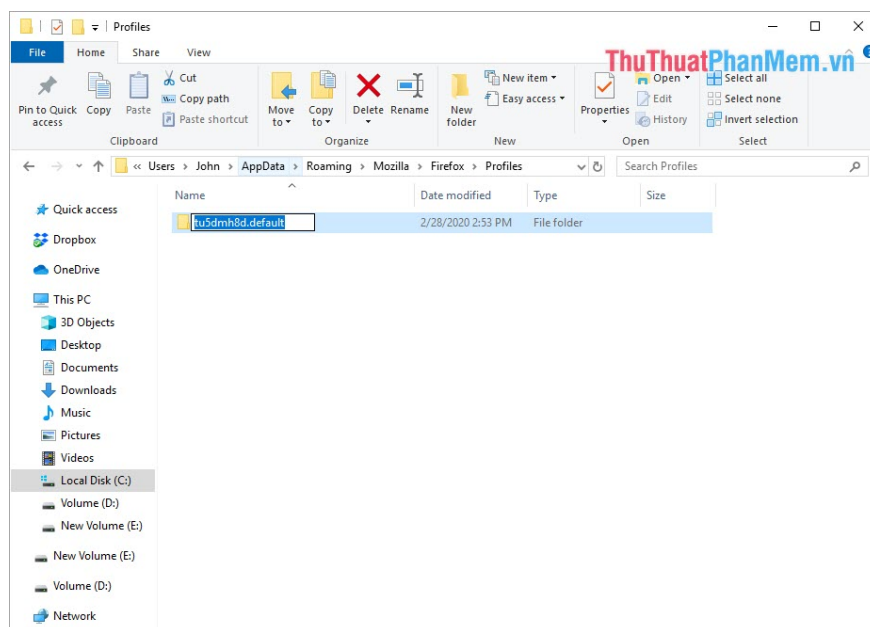 Profiles
File Home Share View
ThuThuatPhanMem.vn
Pin to Quick access
Copy
Paste
Cut
Copy path
Paste shortcut
Clipboard
Move to
Copy to
Delete
Rename
Organize
New folder
New item
Easy access
New
Properties
Open
Edit
History
Open
Select all
Select none
Invert selection
Select
« Users > John > AppData > Roaming > Mozilla > Firefox > Profiles
Search Profiles
Name Date modified Type Size
tu5dmh8d.default 2/28/2020 2:53 PM File folder
Quick access
Dropbox
OneDrive
This PC
3D Objects
Desktop
Documents
Downloads
Music
Pictures
Videos
Local Disk (C:)
Volume (D:)
New Volume (E:)
New Volume (E:)
Volume (D:)
Network